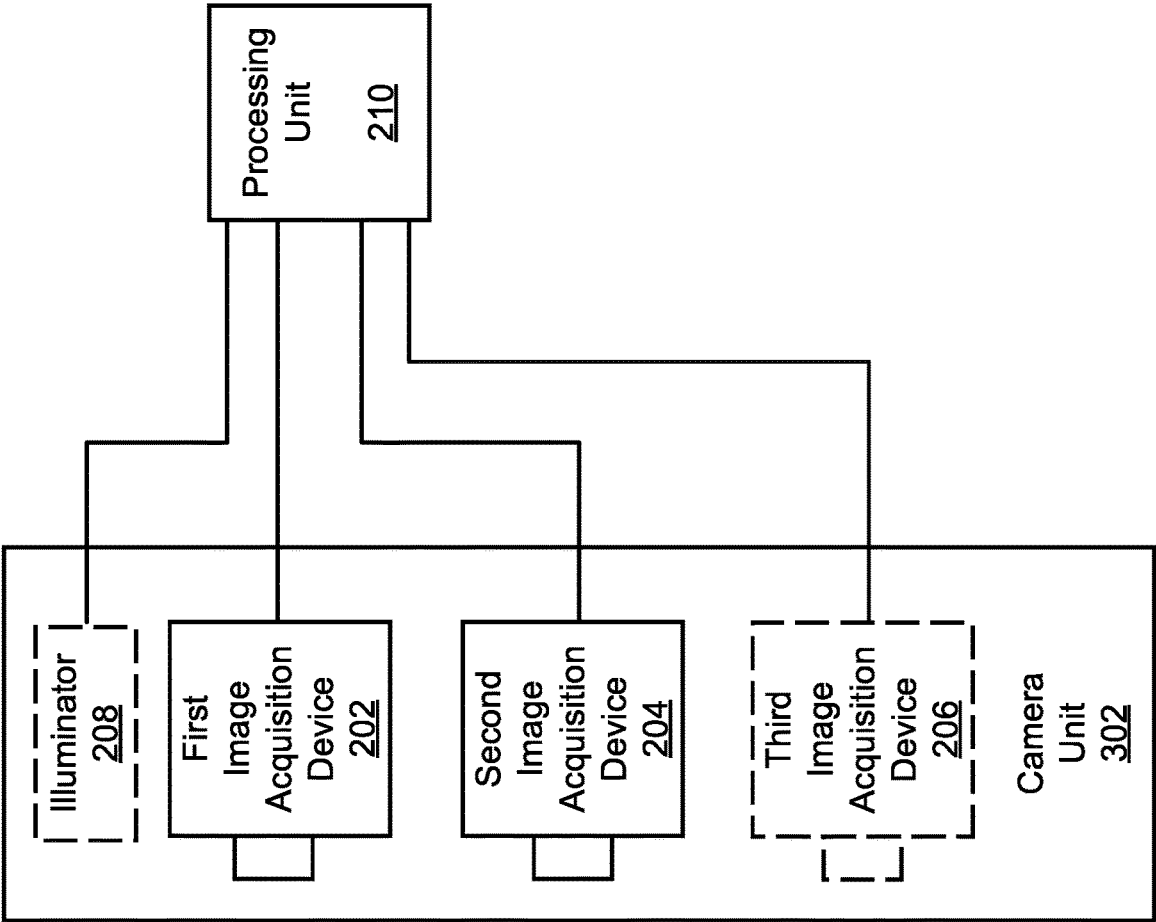 Processing
Unit
210
Illuminator
208
First
Image
Acquisition
Device
202
Second
Image
Acquisition
Device
204
Third
Image
Acquisition
Device
206
Camera
Unit
302